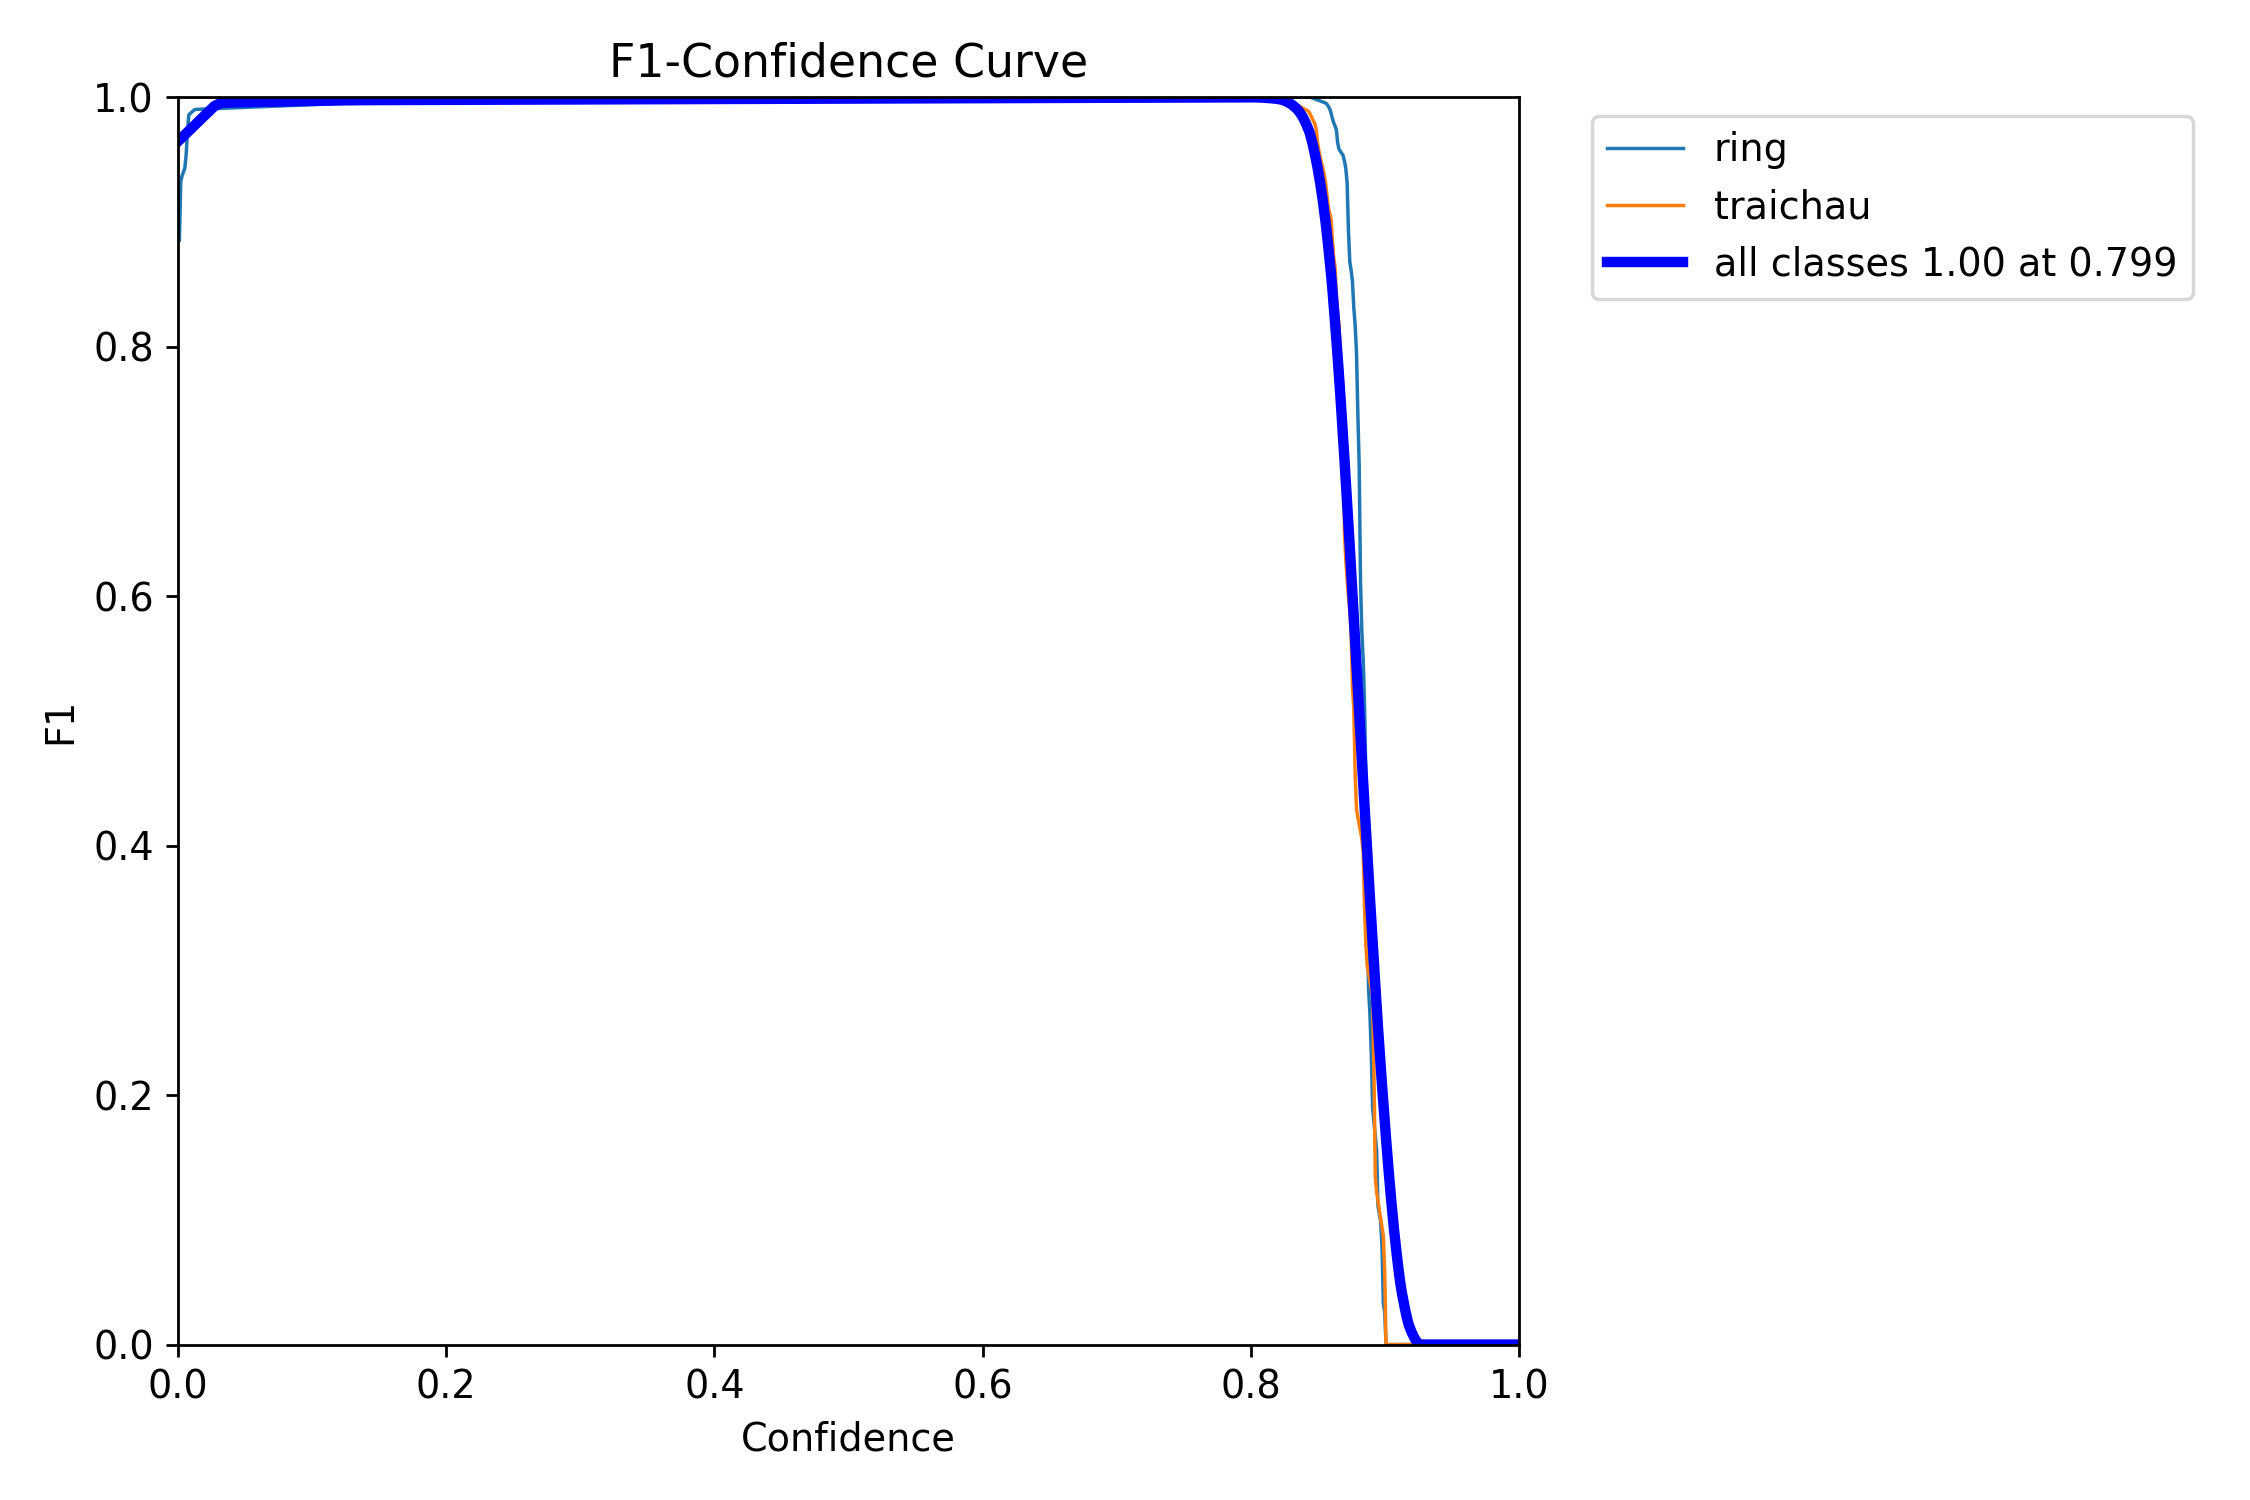 F1-Confidence Curve
1.0
0.8
0.6
0.4
0.2
0.0
F1
0.0 0.2 0.4 0.6 0.8 1.0
Confidence
ring
traichau
all classes 1.00 at 0.799